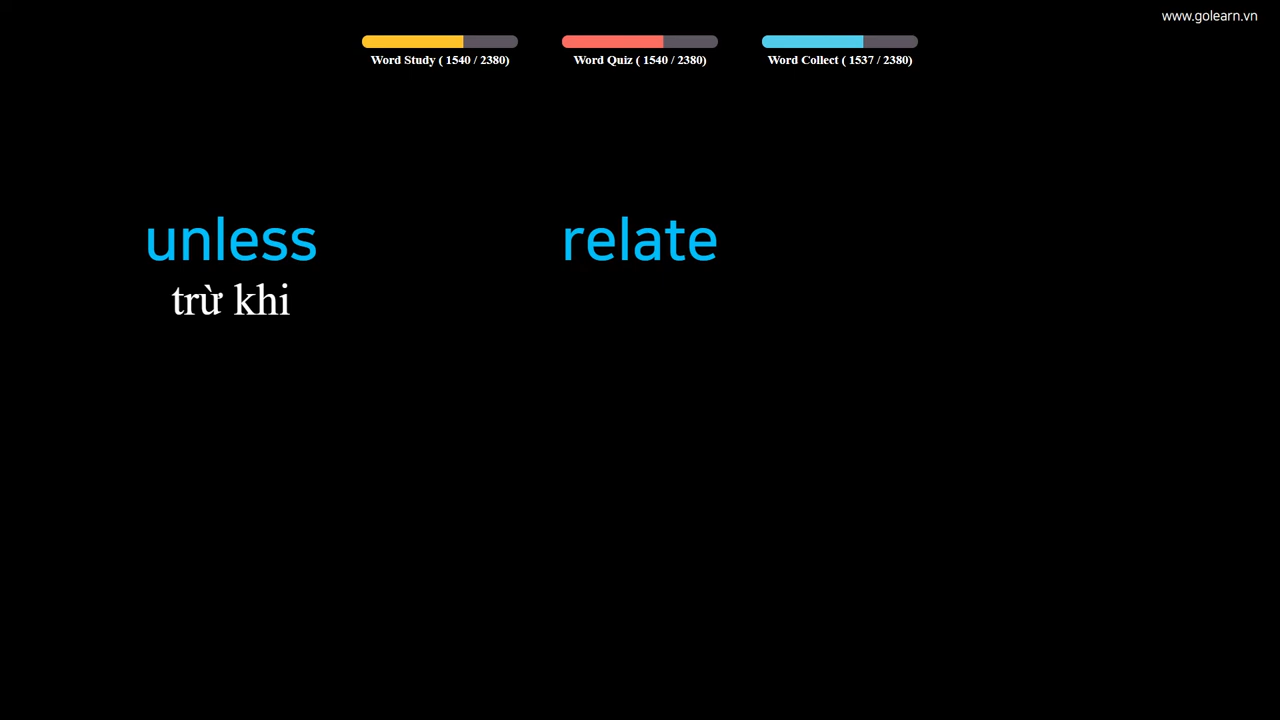 www.golearn.vn
Word Study ( 1540 / 2380)
Word Quiz ( 1540 / 2380)
Word Collect ( 1537 / 2380)
unless
trừ khi
relate